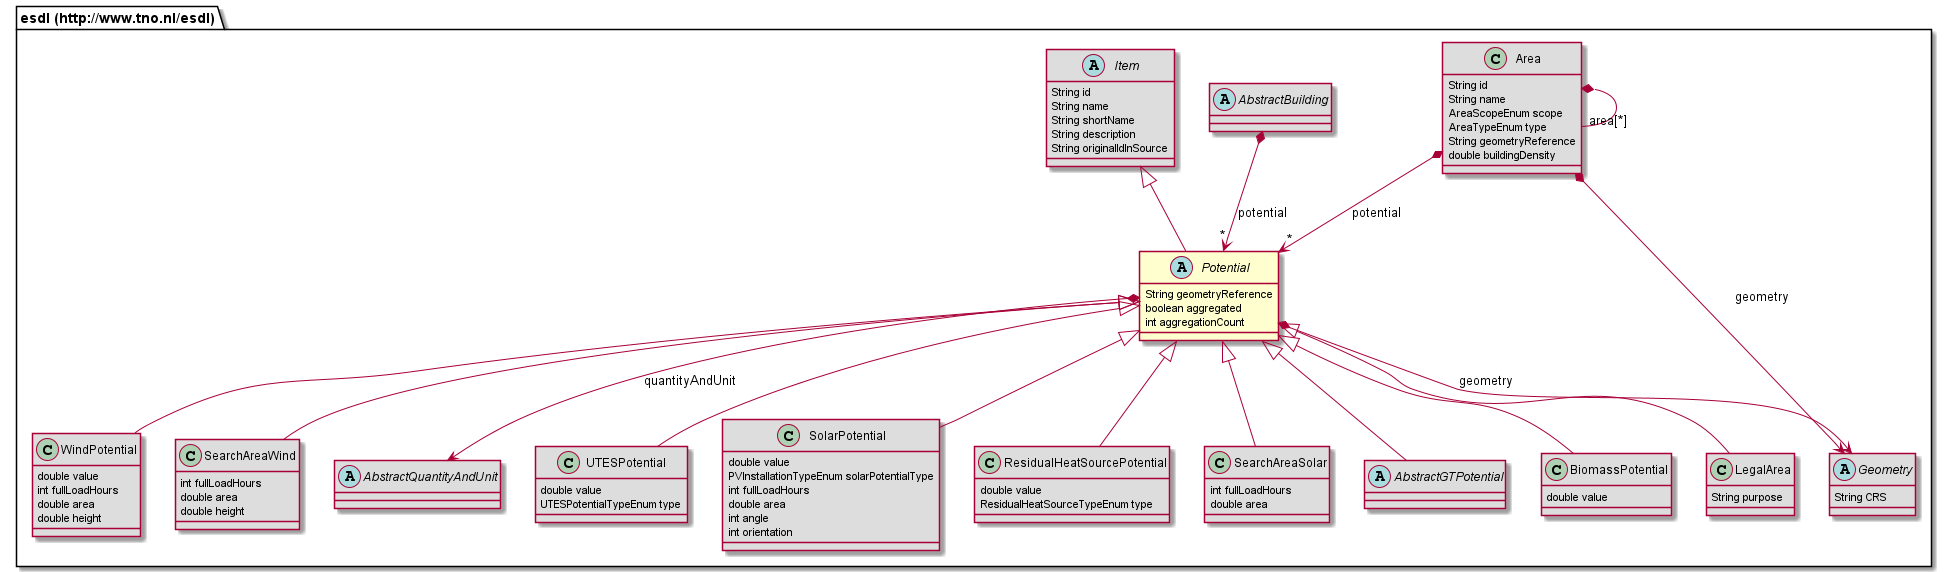 esdl (http://www.tno.nl/esdl)
A Item
String id
String name
String shortName
String description
String originalIdInSource
A AbstractBuilding
C Area
String id
String name
AreaScopeEnum scope
AreaTypeEnum type
String geometryReference
double buildingDensity
area[*]
potential
*
potential
*
A Potential
String geometryReference
boolean aggregated
int aggregationCount
geometry
quantityAndUnit
geometry
C WindPotential
double value
int fullLoadHours
double area
double height
C SearchAreaWind
int fullLoadHours
double area
double height
A AbstractQuantityAndUnit
C UTESPotential
double value
UTESPotentialTypeEnum type
C SolarPotential
double value
PVInstallationTypeEnum solarPotentialType
int fullLoadHours
double area
int angle
int orientation
C ResidualHeatSourcePotential
double value
ResidualHeatSourceTypeEnum type
C SearchAreaSolar
int fullLoadHours
double area
A AbstractGTPotential
C BiomassPotential
double value
C LegalArea
String purpose
A Geometry
String CRS